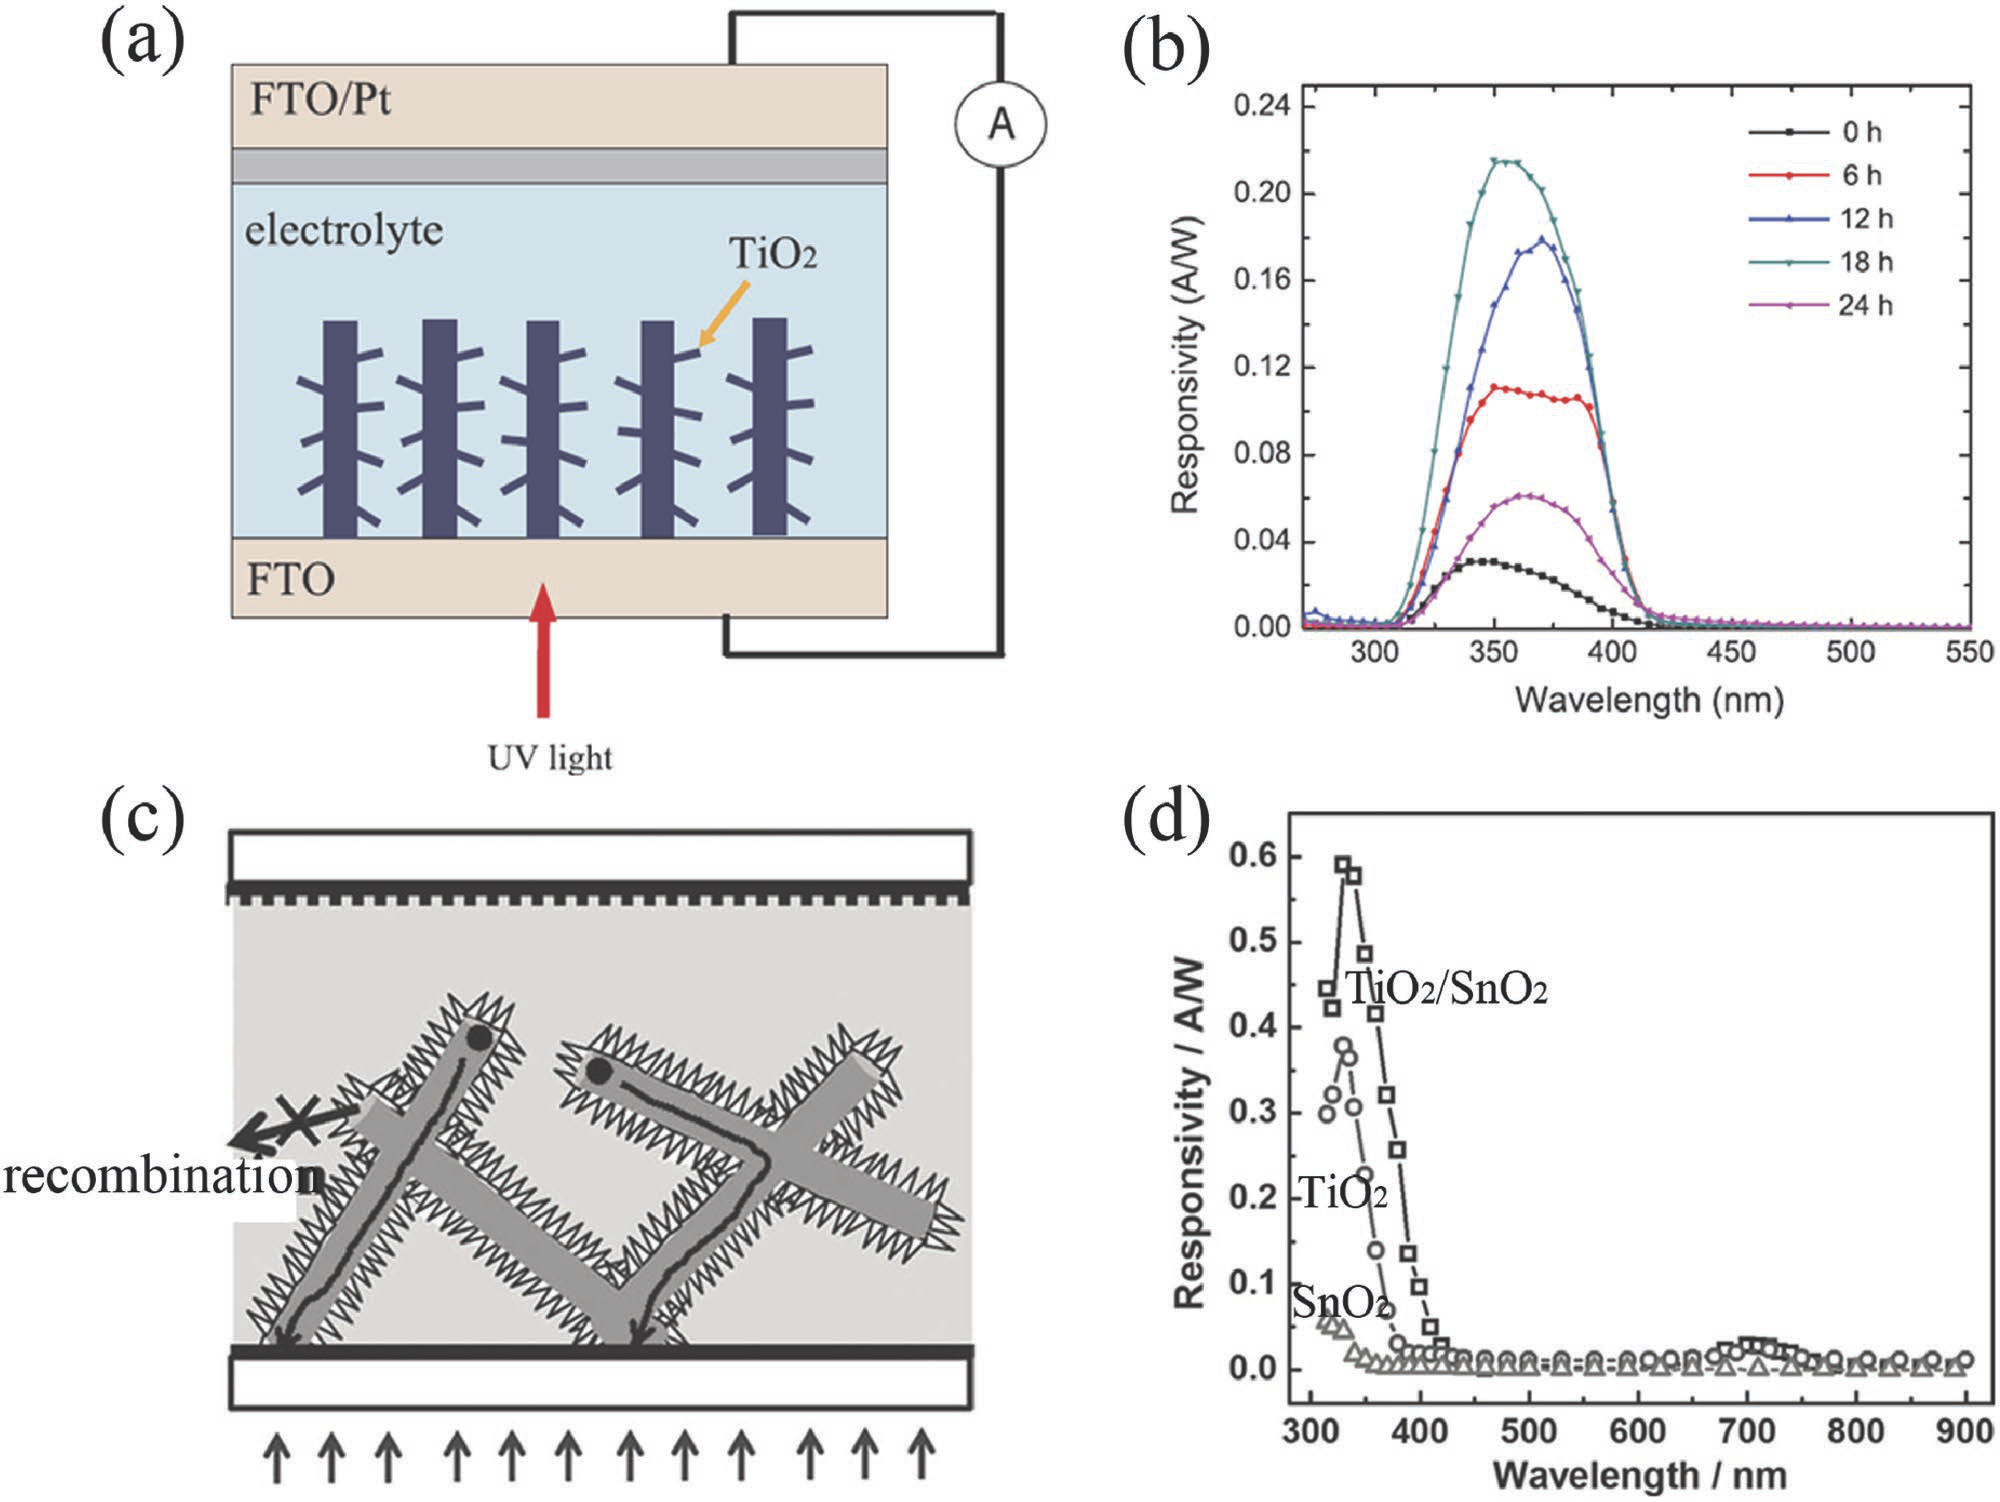 (a)
FTO/Pt
A
electrolyte
TiO2
FTO
UV light
(b)
0.24
0.20
0.16
0.12
0.08
0.04
0.00
Responsivity (A/W)
0 h
6 h
12 h
18 h
24 h
300 350 400 450 500 550
Wavelength (nm)
(c)
recombination
(d)
0.6
0.5
0.4
0.3
0.2
0.1
0.0
Responsivity / A/W
TiO2/SnO2
TiO2
SnO2
300 400 500 600 700 800 900
Wavelength / nm